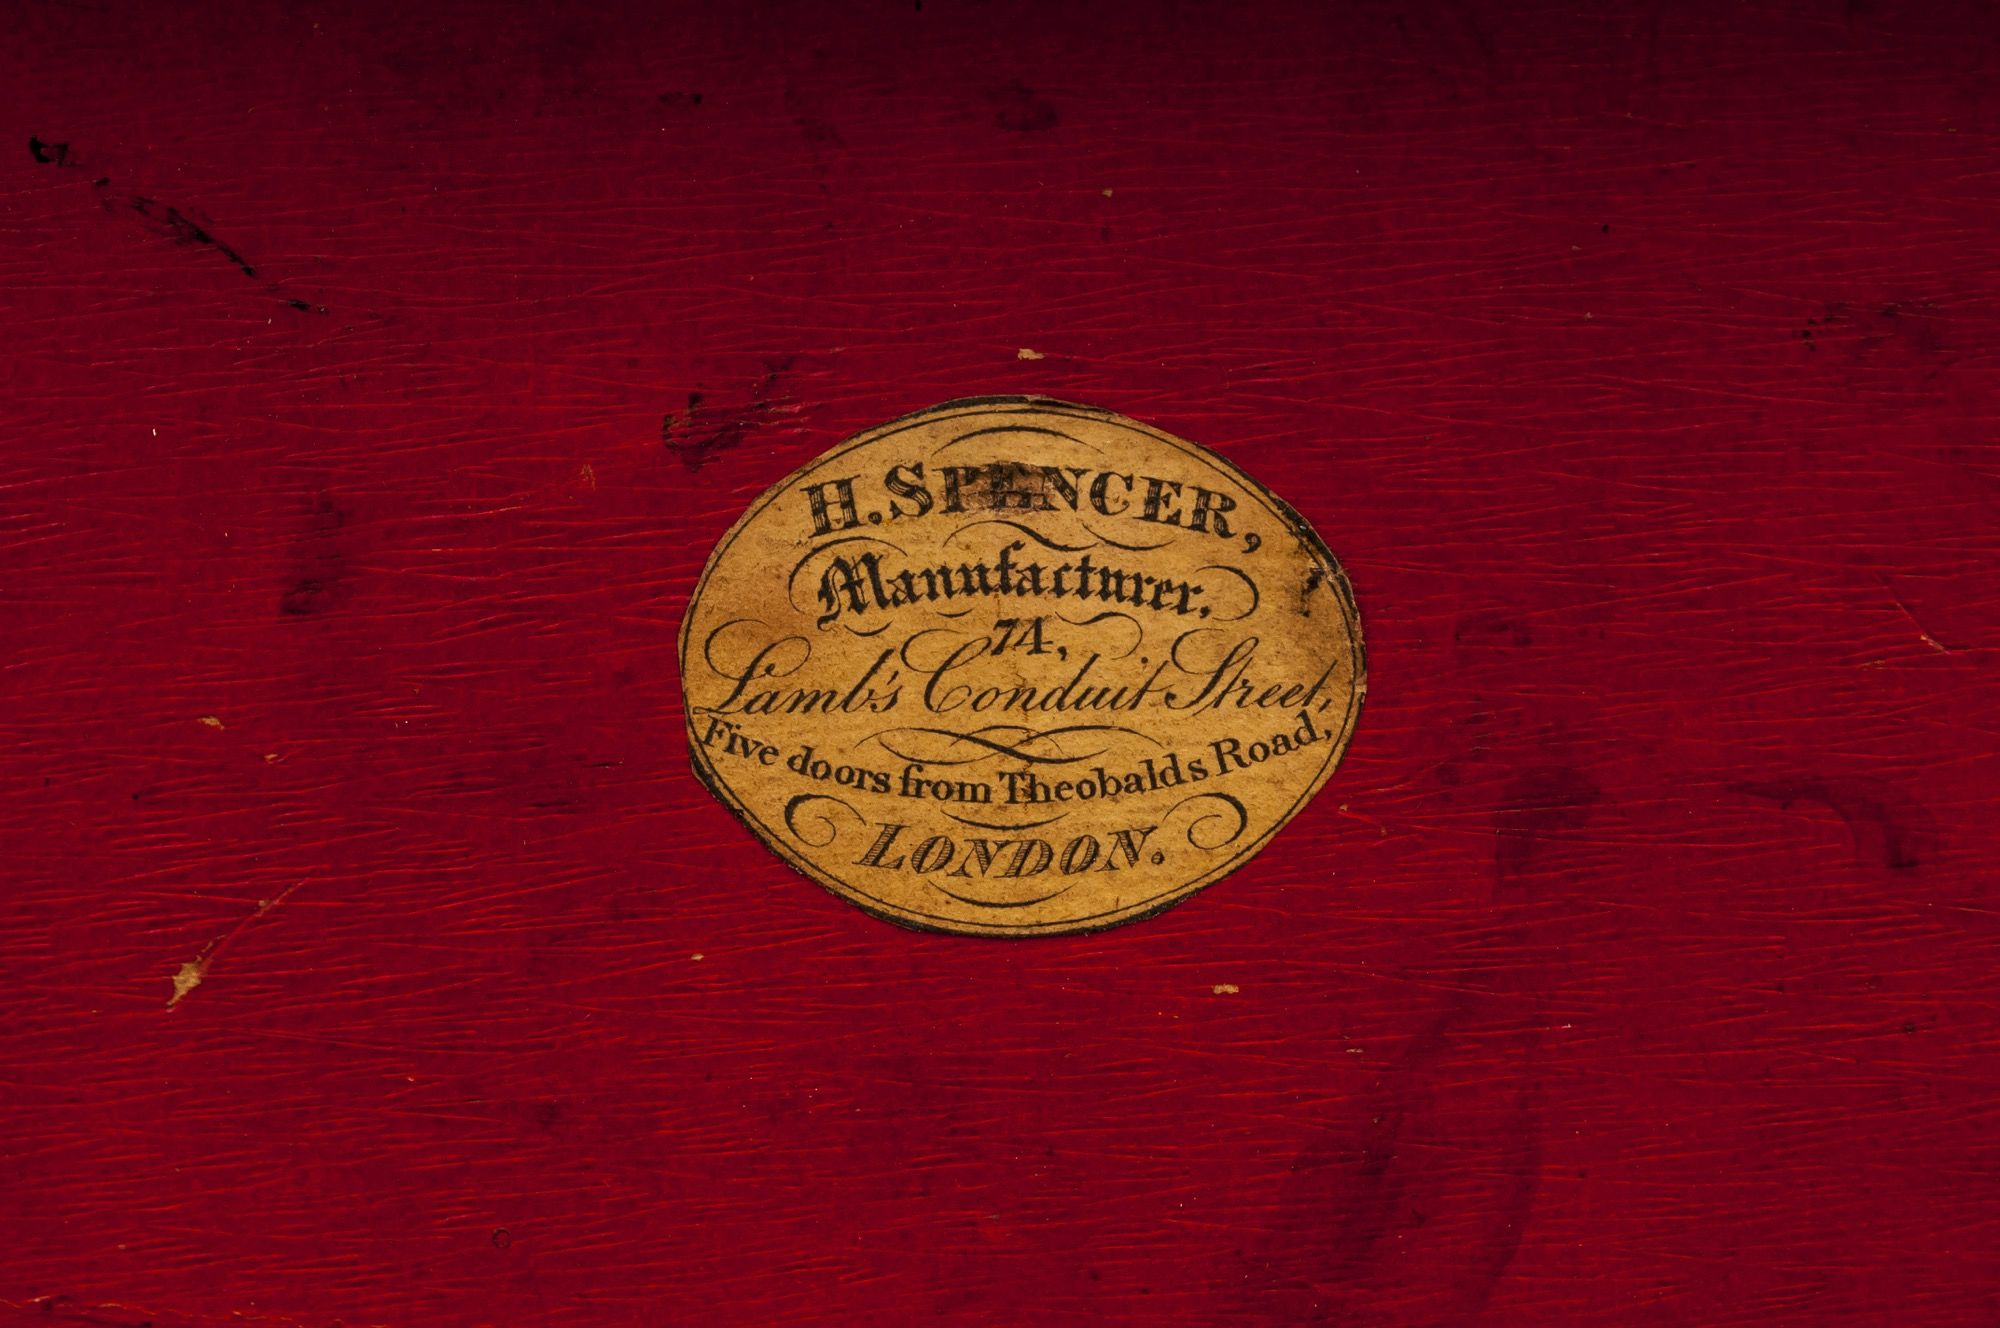 H. SPENCER,
Manufacturer,
74,
Lamb's Conduit Street,
Five doors from Theobalds Road,
LONDON.